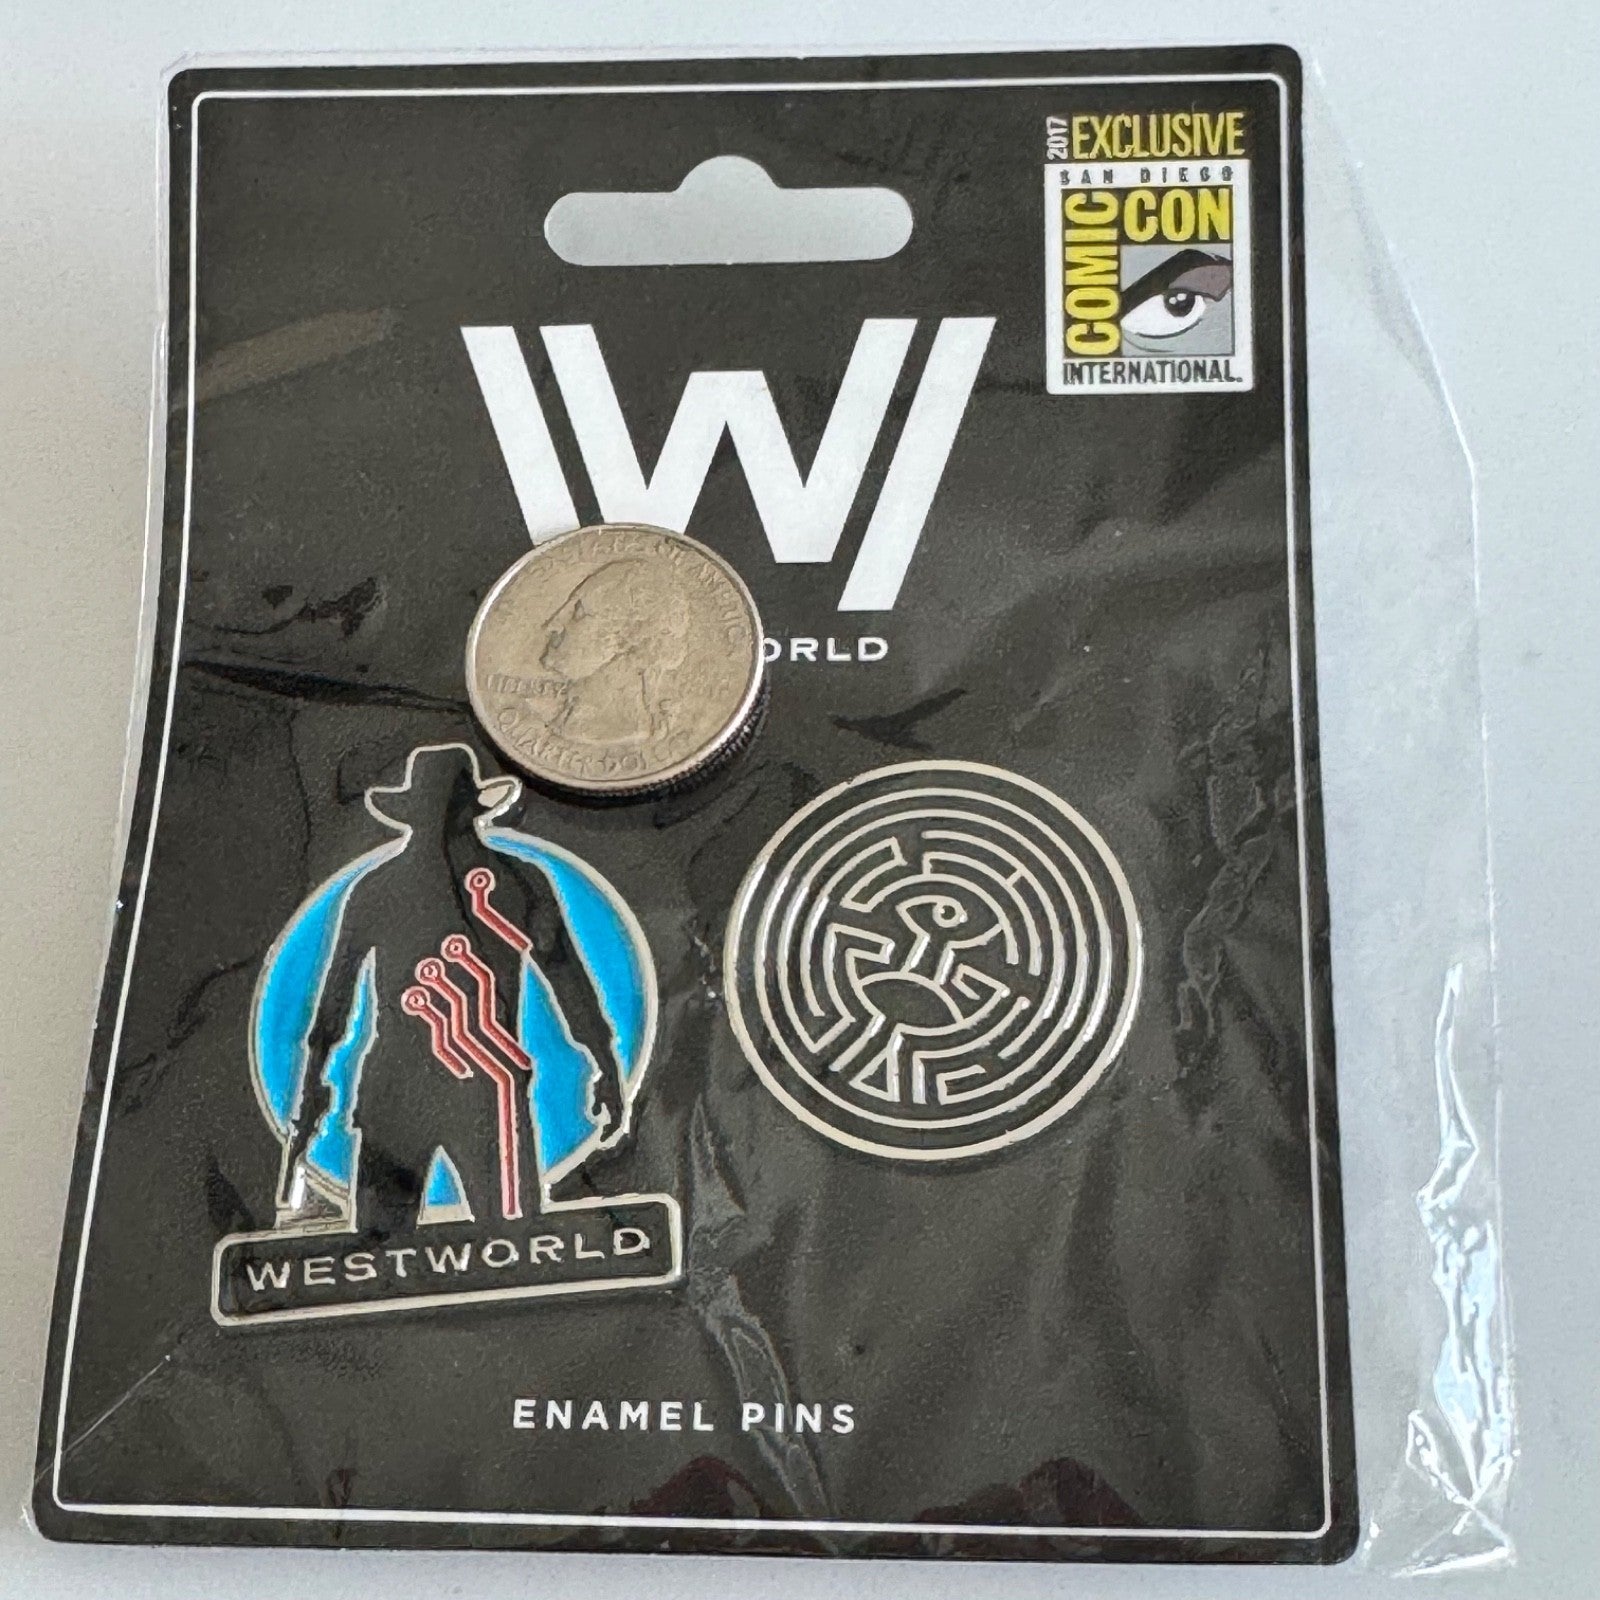 2017 EXCLUSIVE
SAN DIEGO
COMIC CON
INTERNATIONAL.
W
ORLD
LIBERTY
QUARTER DOLLAR
WESTWORLD
ENAMEL PINS